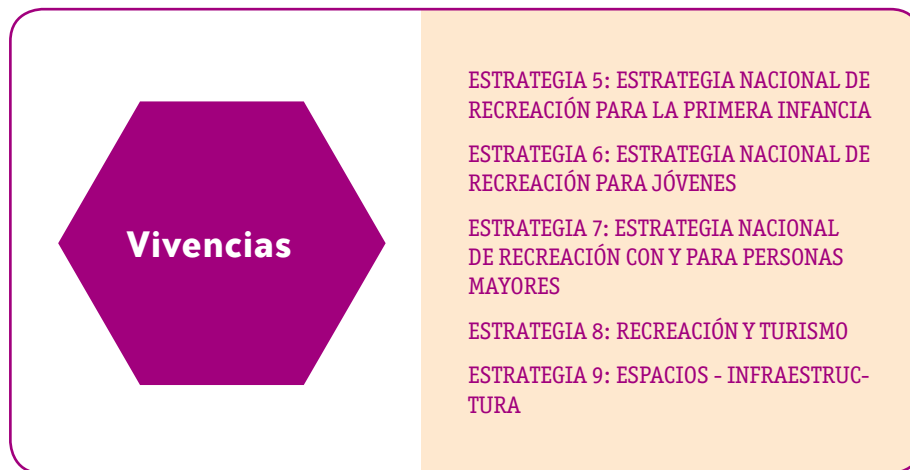 Vivencias
ESTRATEGIA 5: ESTRATEGIA NACIONAL DE
RECREACIÓN PARA LA PRIMERA INFANCIA
ESTRATEGIA 6: ESTRATEGIA NACIONAL DE
RECREACIÓN PARA JÓVENES
ESTRATEGIA 7: ESTRATEGIA NACIONAL
DE RECREACIÓN CON Y PARA PERSONAS
MAYORES
ESTRATEGIA 8: RECREACIÓN Y TURISMO
ESTRATEGIA 9: ESPACIOS - INFRAESTRUC-
TURA